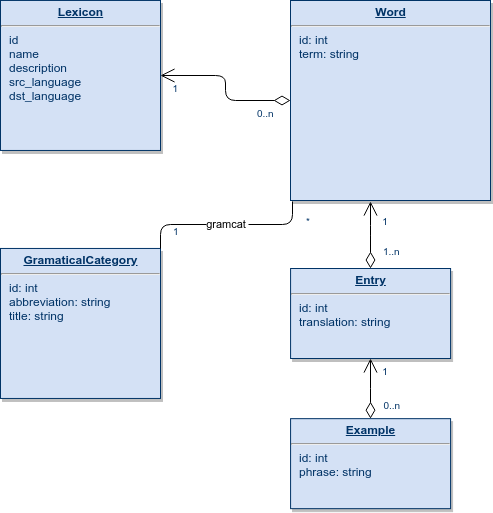 Lexicon
id
name
description
src_language
dst_language
Word
id: int
term: string
1
0..n
gramcat
1
*
GramaticalCategory
id: int
abbreviation: string
title: string
1
1..n
Entry
id: int
translation: string
1
0..n
Example
id: int
phrase: string